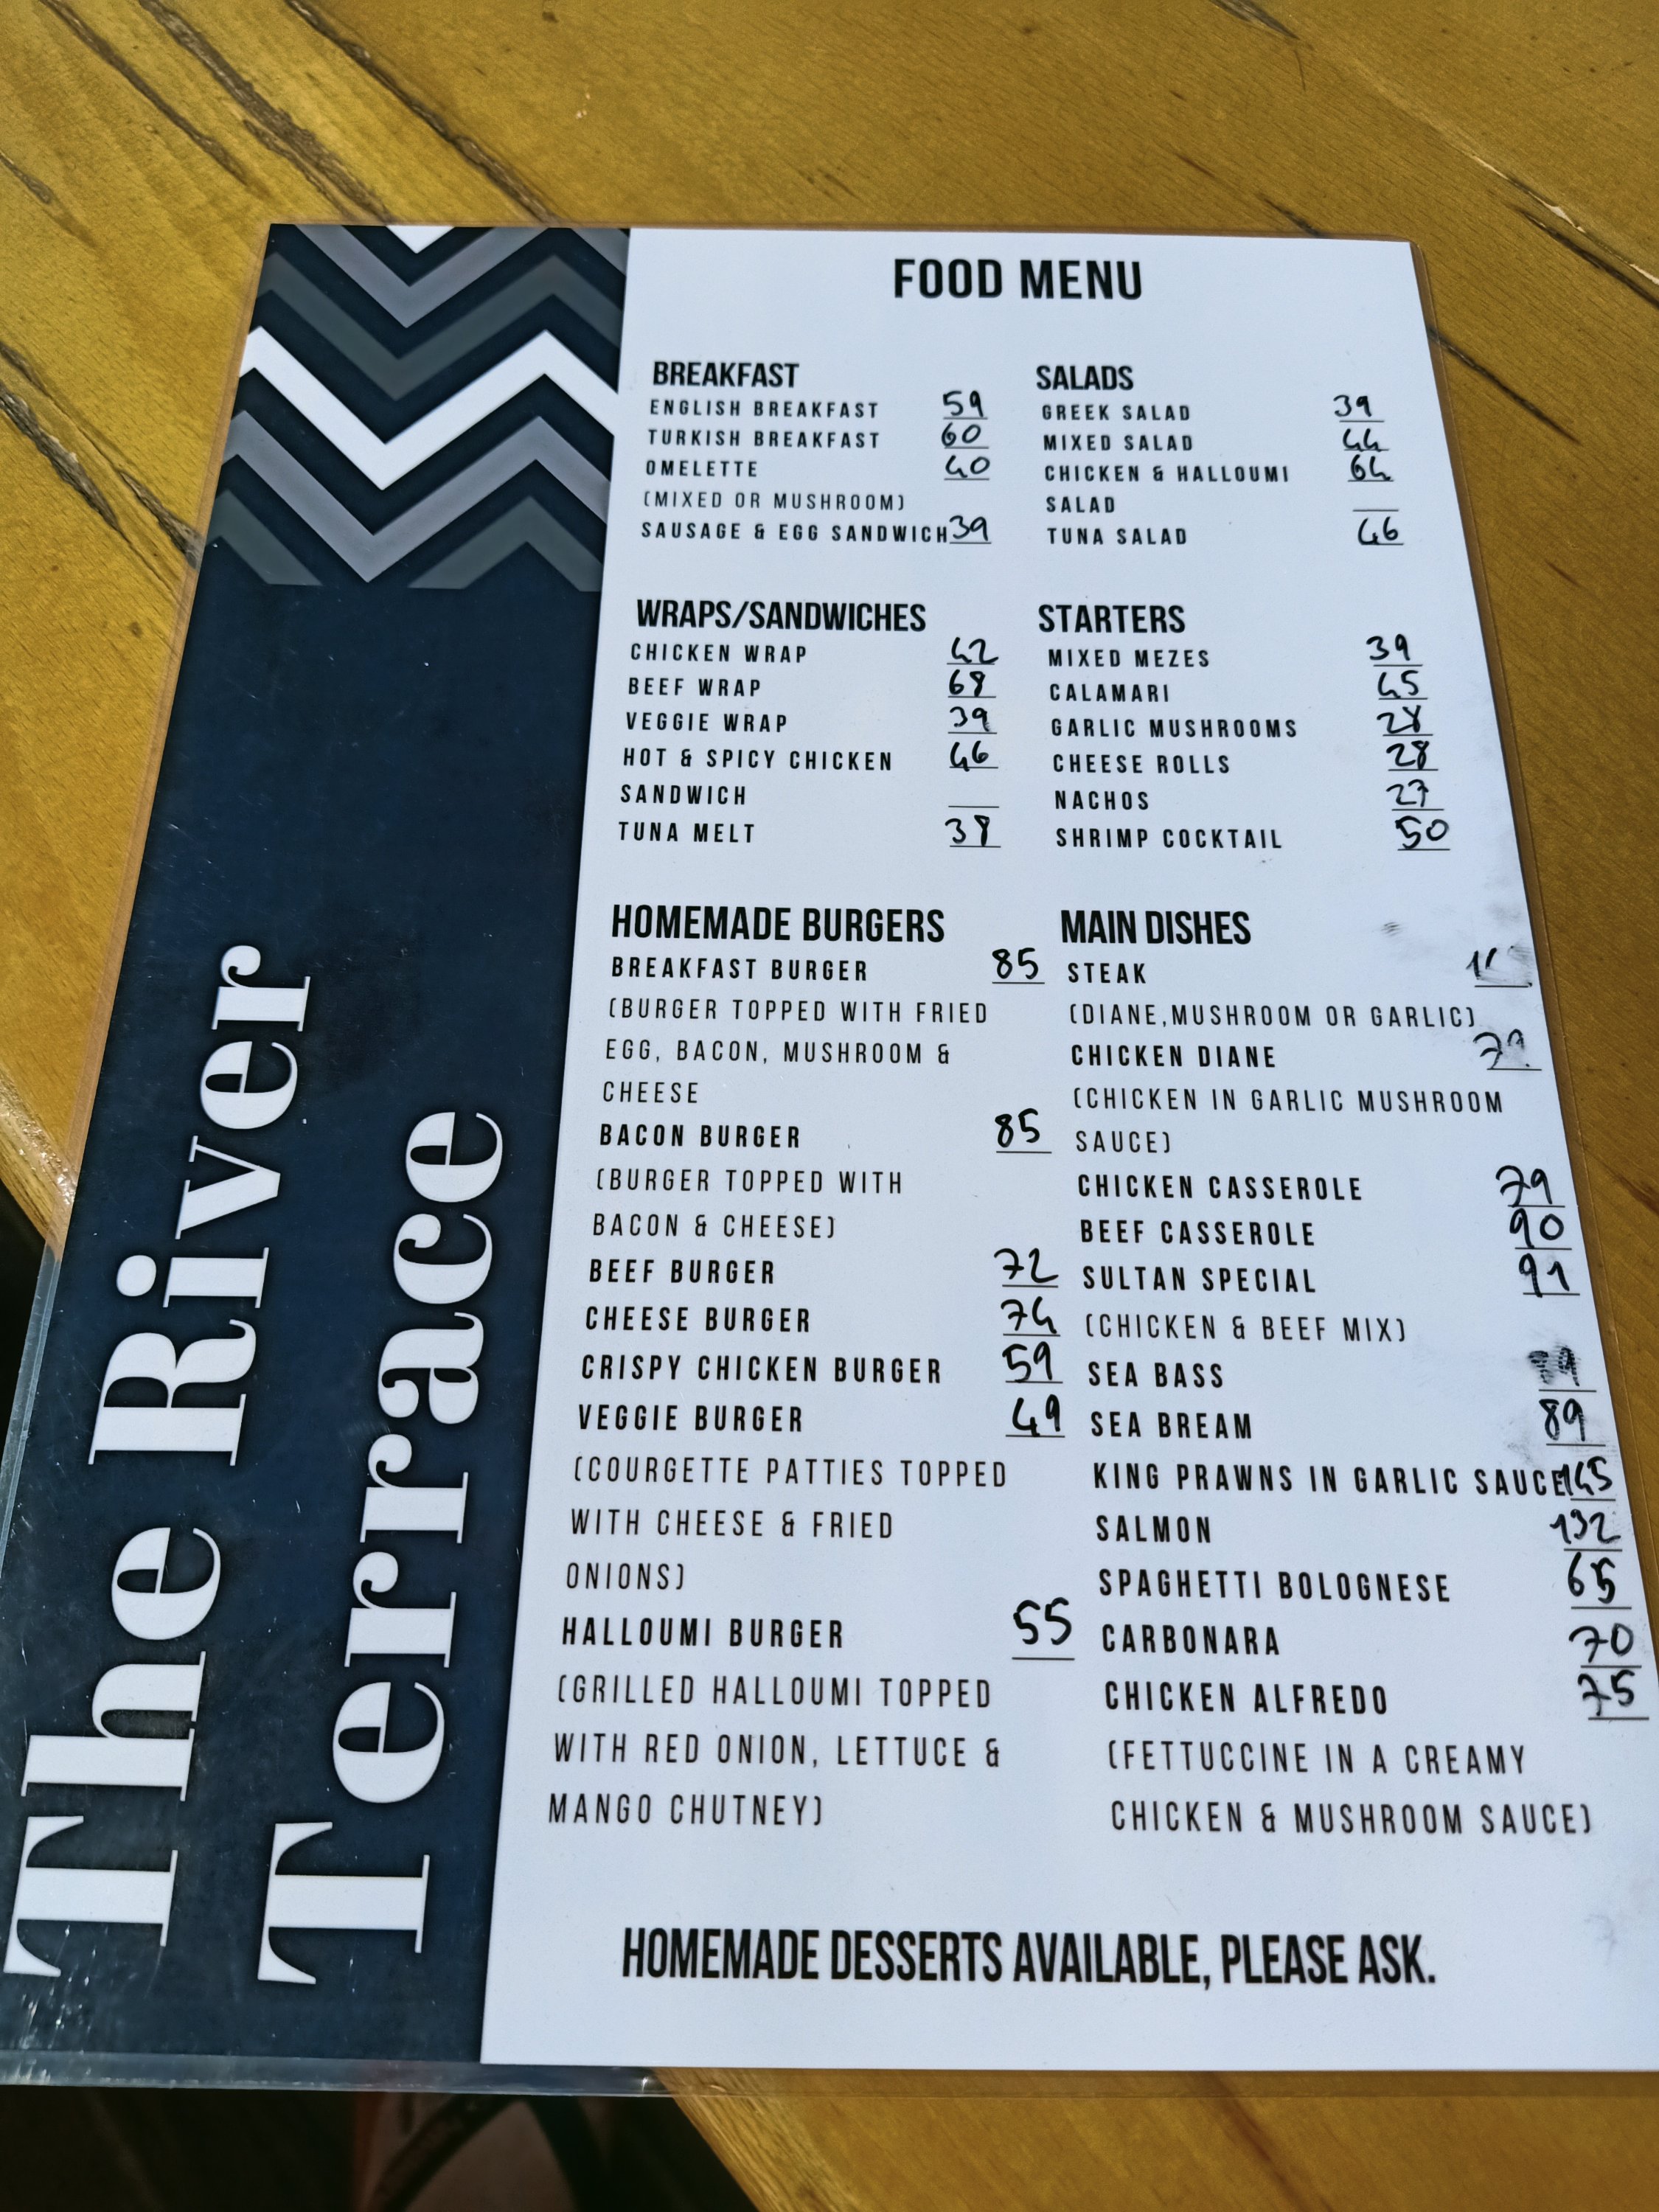 The River
Terrace
FOOD MENU
BREAKFAST
ENGLISH BREAKFAST 59
TURKISH BREAKFAST 60
OMELETTE 40
(MIXED OR MUSHROOM)
SAUSAGE & EGG SANDWICH 39
WRAPS/SANDWICHES
CHICKEN WRAP 42
BEEF WRAP 68
VEGGIE WRAP 39
HOT & SPICY CHICKEN 46
SANDWICH
TUNA MELT 38
HOMEMADE BURGERS
BREAKFAST BURGER 85
(BURGER TOPPED WITH FRIED
EGG, BACON, MUSHROOM &
CHEESE
BACON BURGER 85
(BURGER TOPPED WITH
BACON & CHEESE)
BEEF BURGER 72
CHEESE BURGER 74
CRISPY CHICKEN BURGER 59
VEGGIE BURGER 49
(COURGETTE PATTIES TOPPED
WITH CHEESE & FRIED
ONIONS)
HALLOUMI BURGER 55
(GRILLED HALLOUMI TOPPED
WITH RED ONION, LETTUCE &
MANGO CHUTNEY)
SALADS
GREEK SALAD 39
MIXED SALAD 44
CHICKEN & HALLOUMI 64
SALAD
TUNA SALAD 46
STARTERS
MIXED MEZES 39
CALAMARI 45
GARLIC MUSHROOMS 28
CHEESE ROLLS 28
NACHOS 27
SHRIMP COCKTAIL 50
MAIN DISHES
STEAK
(DIANE,MUSHROOM OR GARLIC)
CHICKEN DIANE
(CHICKEN IN GARLIC MUSHROOM
SAUCE)
CHICKEN CASSEROLE 79
BEEF CASSEROLE 90
SULTAN SPECIAL 91
(CHICKEN & BEEF MIX)
SEA BASS
SEA BREAM 89
KING PRAWNS IN GARLIC SAUCE 145
SALMON 132
SPAGHETTI BOLOGNESE 65
CARBONARA 70
CHICKEN ALFREDO 75
(FETTUCCINE IN A CREAMY
CHICKEN & MUSHROOM SAUCE)
HOMEMADE DESSERTS AVAILABLE, PLEASE ASK.